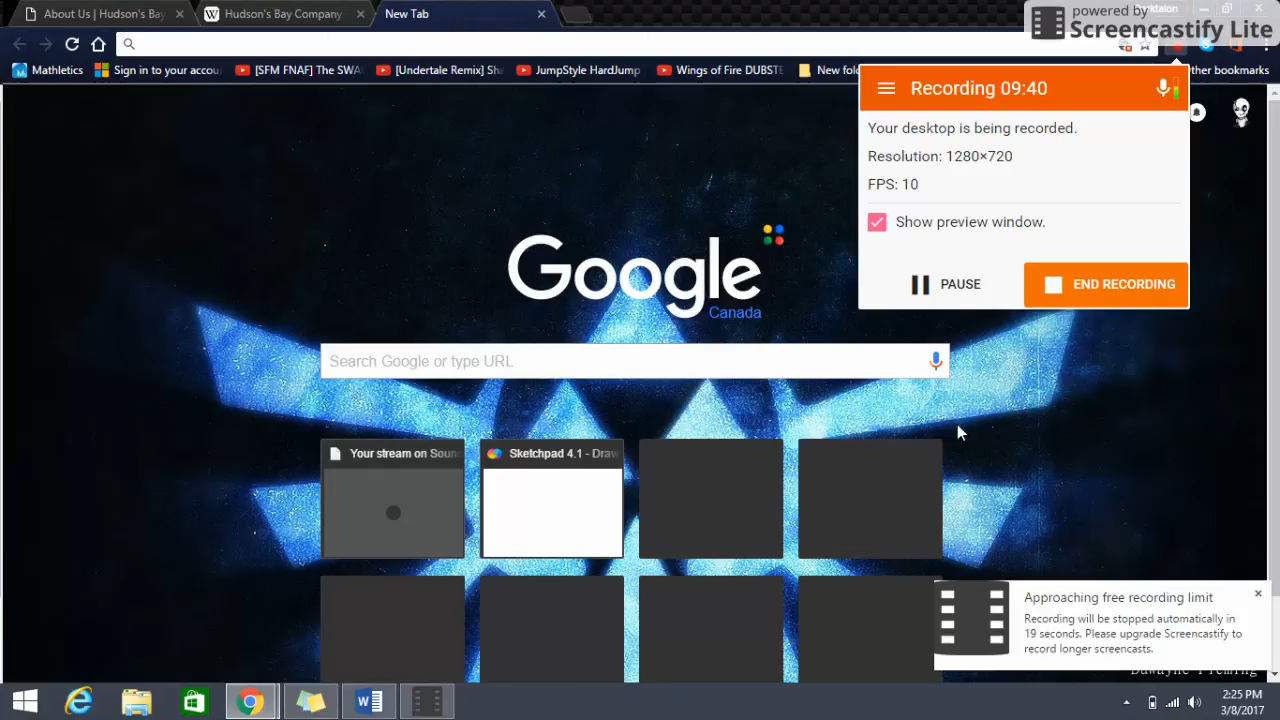 About Us | Hudson's Bay
Hudson's Bay Company
New Tab
powered by
Screencastify Lite
Mathletics
Sign in to your accou
[SFM FNAF] The SWA
[Undertale Remix] Sha
JumpStyle HardJump
Wings of Fire DUBSTE
New fol
ther bookmarks
Recording 09:40
Your desktop is being recorded.
Resolution: 1280×720
FPS: 10
Show preview window.
PAUSE
END RECORDING
Google
Canada
Search Google or type URL
Your stream on Soun
Sketchpad 4.1 - Draw
Approaching free recording limit
Recording will be stopped automatically in
19 seconds. Please upgrade Screencastify to
record longer screencasts.
2:25 PM
3/8/2017